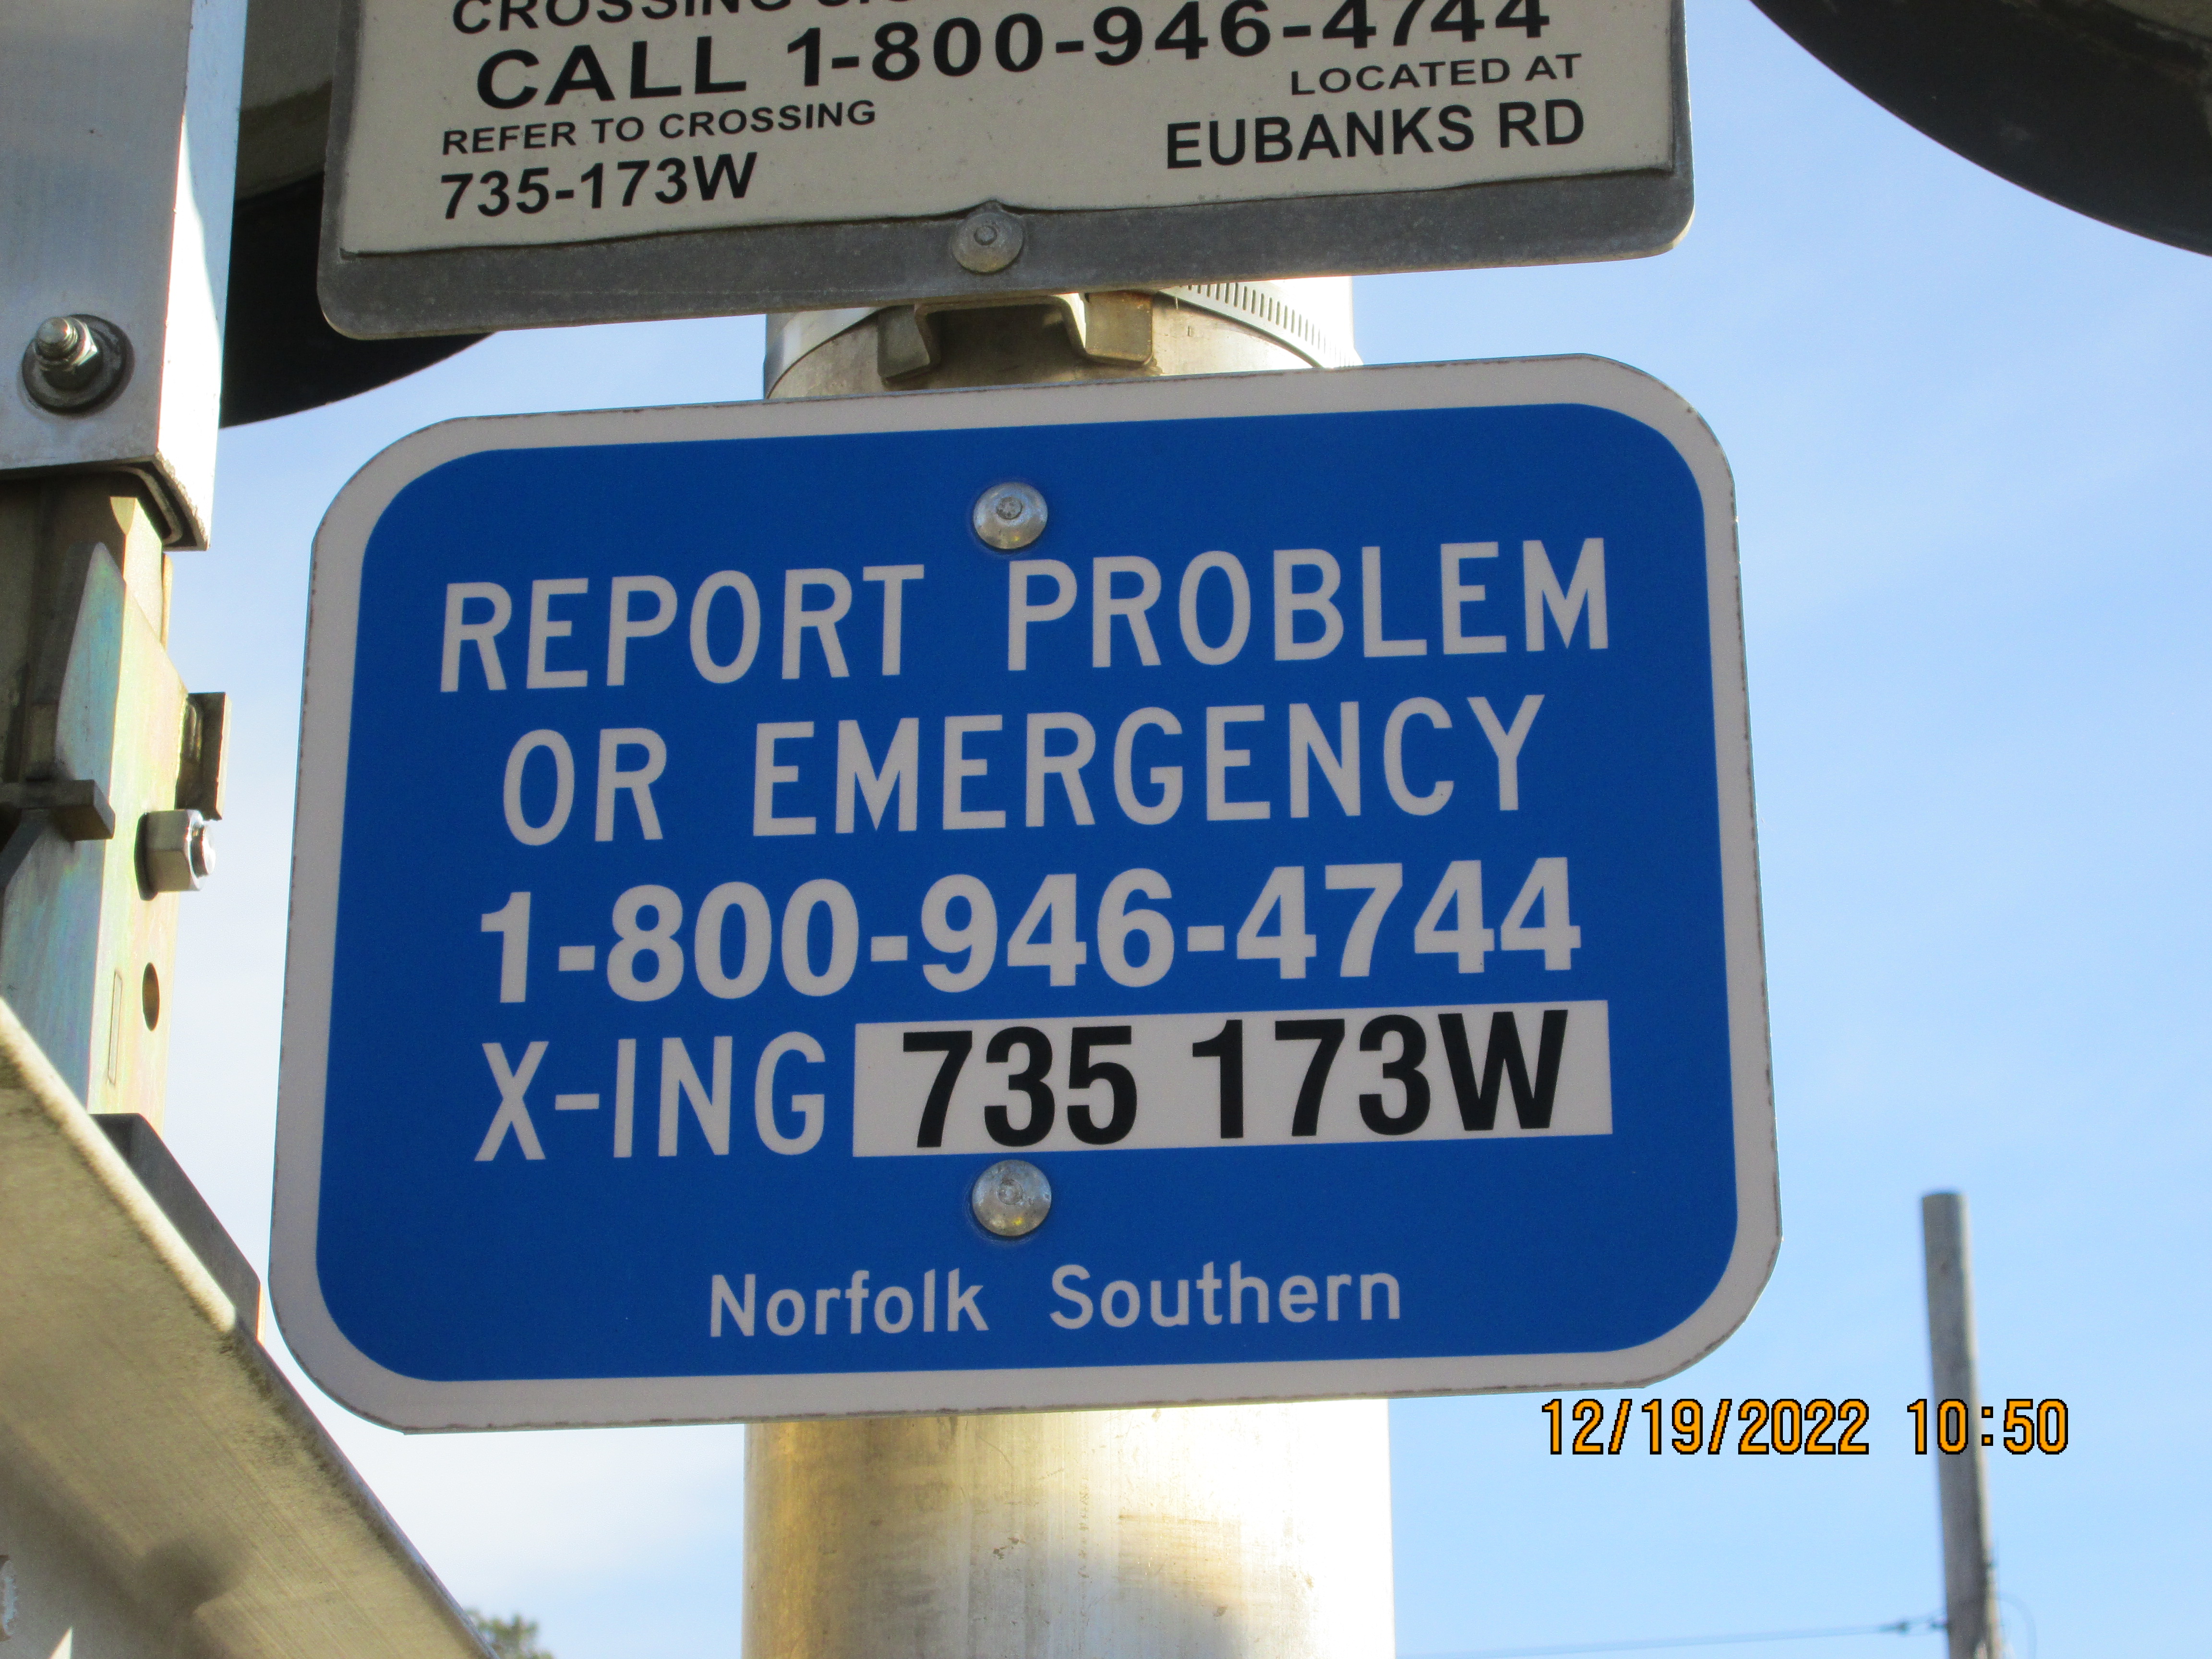 CROSSING
CALL 1-800-946-4744
REFER TO CROSSING
735-173W
LOCATED AT
EUBANKS RD
REPORT PROBLEM
OR EMERGENCY
1-800-946-4744
X-ING 735 173W
Norfolk Southern
12/19/2022 10:50